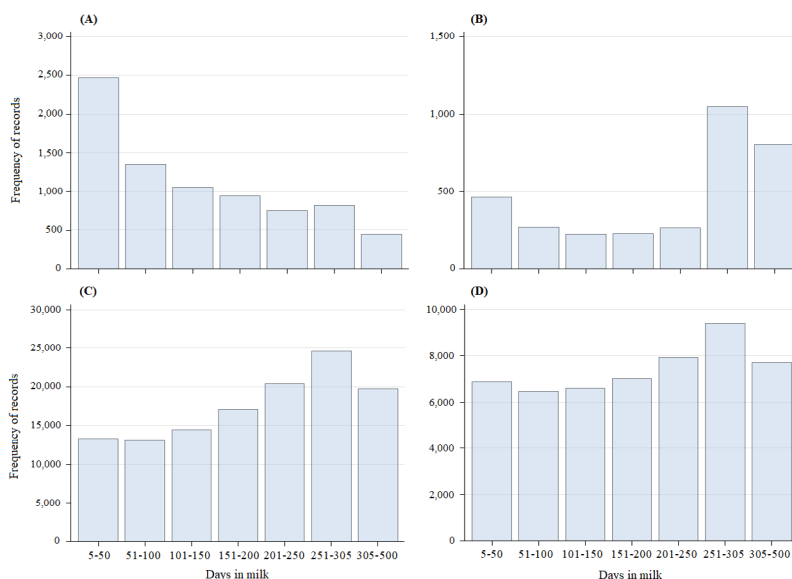 (A)
(B)
3,000
2,500
2,000
1,500
1,000
500
0
Frequency of records
1,500
1,000
500
0
(C)
(D)
30,000
25,000
20,000
15,000
10,000
5,000
0
Frequency of records
5-50 51-100 101-150 151-200 201-250 251-305 305-500
Days in milk
10,000
8,000
6,000
4,000
2,000
0
5-50 51-100 101-150 151-200 201-250 251-305 305-500
Days in milk